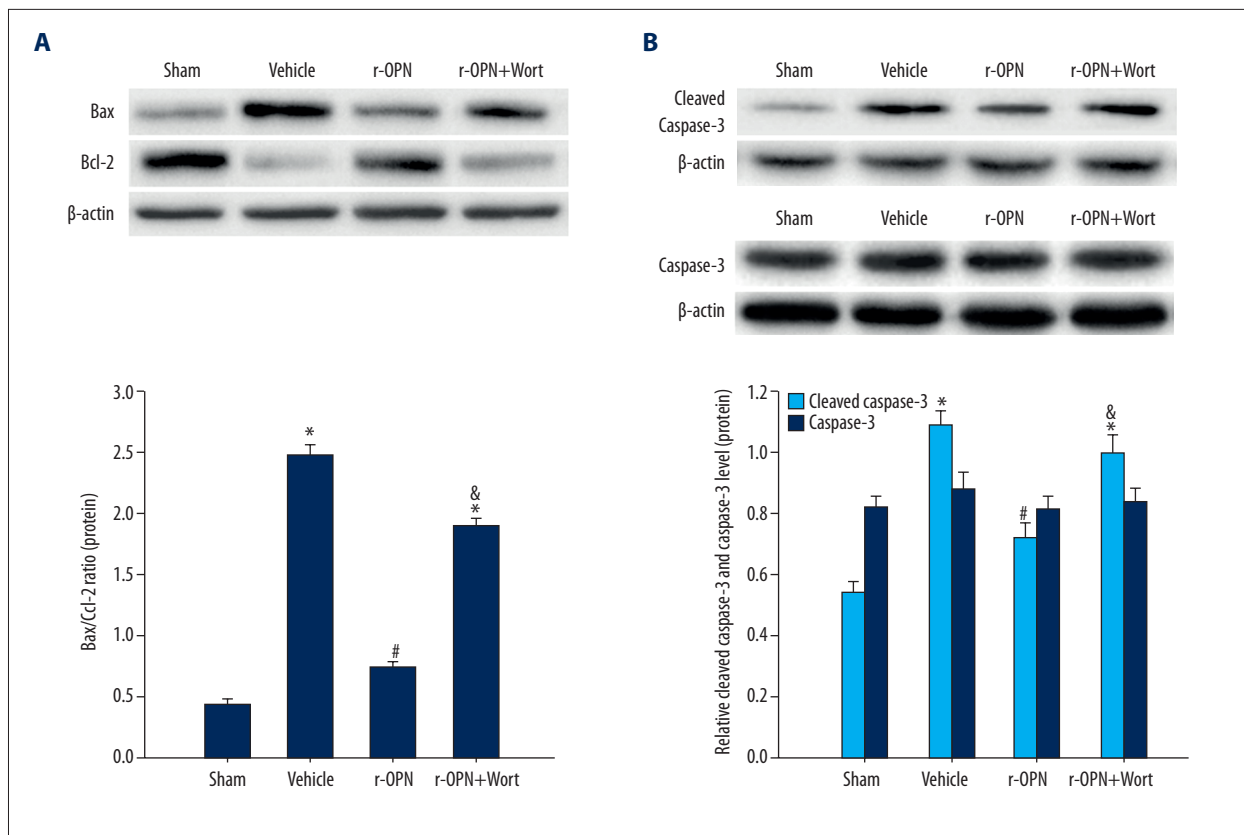 A
Sham Vehicle r-OPN r-OPN+Wort
Bax
Bcl-2
β-actin
3.0
2.5
2.0
1.5
1.0
0.5
0.0
Bax/Ccl-2 ratio (protein)
*
#
&
*
Sham Vehicle r-OPN r-OPN+Wort
B
Sham Vehicle r-OPN r-OPN+Wort
Cleaved
Caspase-3
β-actin
Sham Vehicle r-OPN r-OPN+Wort
Caspase-3
β-actin
1.2
1.0
0.8
0.6
0.4
0.2
0.0
Relative cleaved caspase-3 and caspase-3 level (protein)
Cleaved caspase-3
Caspase-3
*
#
&
*
Sham Vehicle r-OPN r-OPN+Wort